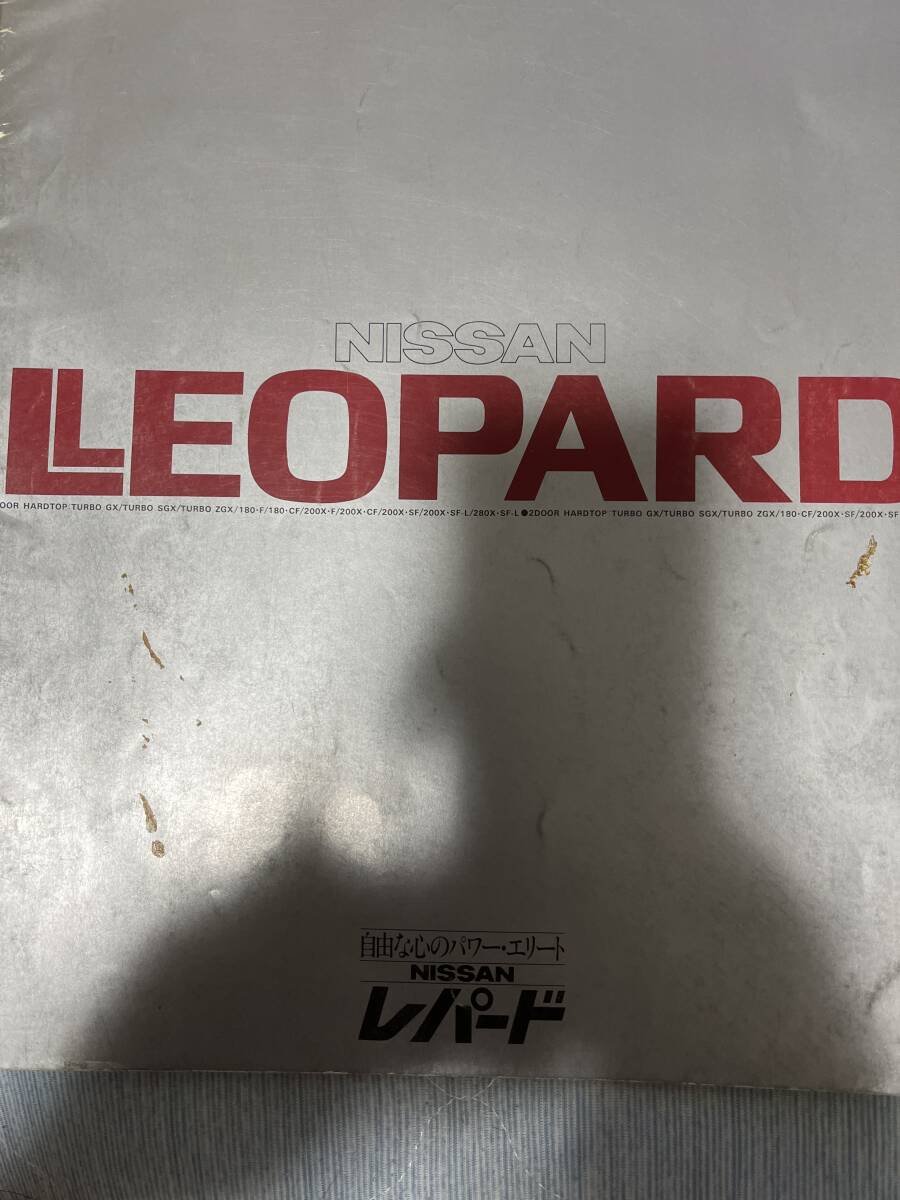 NISSAN
LEOPARD
DOOR HARDTOP TURBO GX/TURBO SGX/TURBO ZGX/180·F/180·CF/200X·F/200X·CF/200X·SF/200X·SF-L/280X·SF-L ●2DOOR HARDTOP TURBO GX/TURBO SGX/TURBO ZGX/180·CF/200X·SF/200X·SF
自由な心のパワー・エリート
NISSAN
レパード